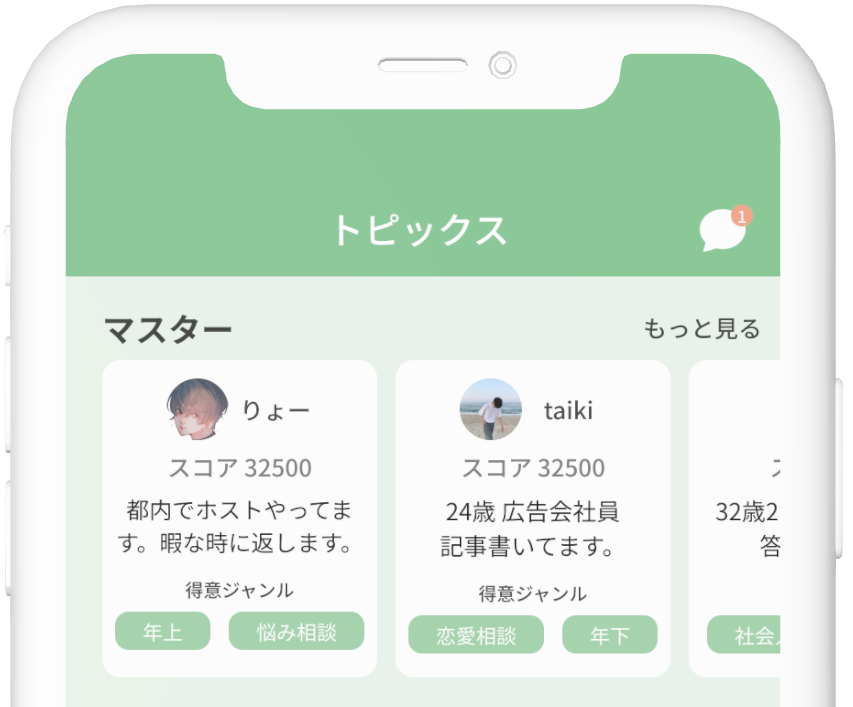 トピックス
1
マスター
もっと見る
りょー
スコア 32500
都内でホストやってま
す。暇な時に返します。
得意ジャンル
年上
悩み相談
taiki
スコア 32500
24歳 広告会社員
記事書いてます。
得意ジャンル
恋愛相談
年下
32歳2
答
社会